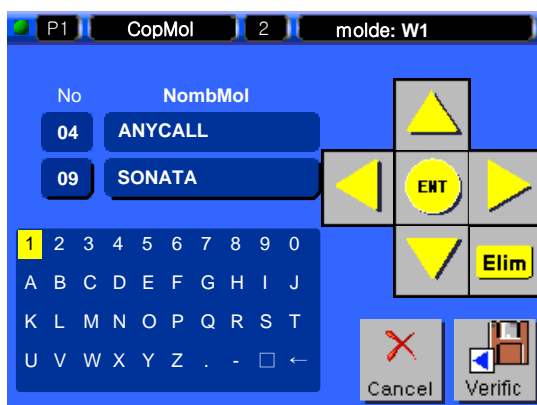 P1 CopMol 2 molde: W1
No NombMol
04 ANYCALL
09 SONATA
ENT
Elim
1 2 3 4 5 6 7 8 9 0
A B C D E F G H I J
K L M N O P Q R S T
U V W X Y Z . - □ ←
Cancel Verific